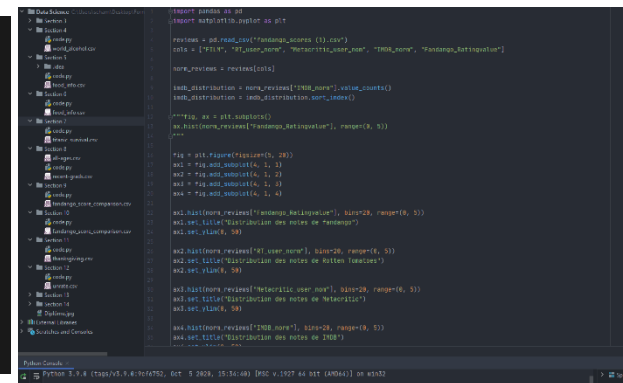 Data Science
Section 3
Section 4
code.py
world_alcohol.csv
Section 5
.idea
code.py
food_info.csv
Section 6
code.py
food_info.csv
Section 7
code.py
titanic_survival.csv
Section 8
all-ages.csv
code.py
recent-grads.csv
Section 9
code.py
fandango_score_comparison.csv
Section 10
code.py
fandango_score_comparison.csv
Section 11
code.py
thanksgiving.csv
Section 12
code.py
Section 13
Section 14
Diploma.jpg
External Libraries
Scratches and Consoles
import pandas as pd
import matplotlib.pyplot as plt
reviews = pd.read_csv("fandango_scores (1).csv")
cols = ["FILM", "RT_user_norm", "Metacritic_user_nom", "IMDB_norm", "Fandango_Ratingvalue"]
norm_reviews = reviews[cols]
imdb_distribution = norm_reviews["IMDB_norm"].value_counts()
imdb_distribution = imdb_distribution.sort_index()
"""fig, ax = plt.subplots()
ax.hist(norm_reviews["Fandango_Ratingvalue"], range=(0, 5))
"""
fig = plt.figure(figsize=(5, 20))
ax1 = fig.add_subplot(4, 1, 1)
ax2 = fig.add_subplot(4, 1, 2)
ax3 = fig.add_subplot(4, 1, 3)
ax4 = fig.add_subplot(4, 1, 4)
ax1.hist(norm_reviews["Fandango_Ratingvalue"], bins=20, range=(0, 5))
ax1.set_title("Distribution des notes de Fandango")
ax1.set_ylim(0, 50)
ax2.hist(norm_reviews["RT_user_norm"], bins=20, range=(0, 5))
ax2.set_title("Distribution des notes de Rotten Tomatoes")
ax2.set_ylim(0, 50)
ax3.hist(norm_reviews["Metacritic_user_nom"], bins=20, range=(0, 5))
ax3.set_title("Distribution des notes de Metacritic")
ax3.set_ylim(0, 50)
ax4.hist(norm_reviews["IMDB_norm"], bins=20, range=(0, 5))
ax4.set_title("Distribution des notes de IMDB")
Python Console
Python 3.9.0 (tags/v3.9.0:9cf6752, Oct 5 2020, 15:34:40) [MSC v.1927 64 bit (AMD64)] on win32